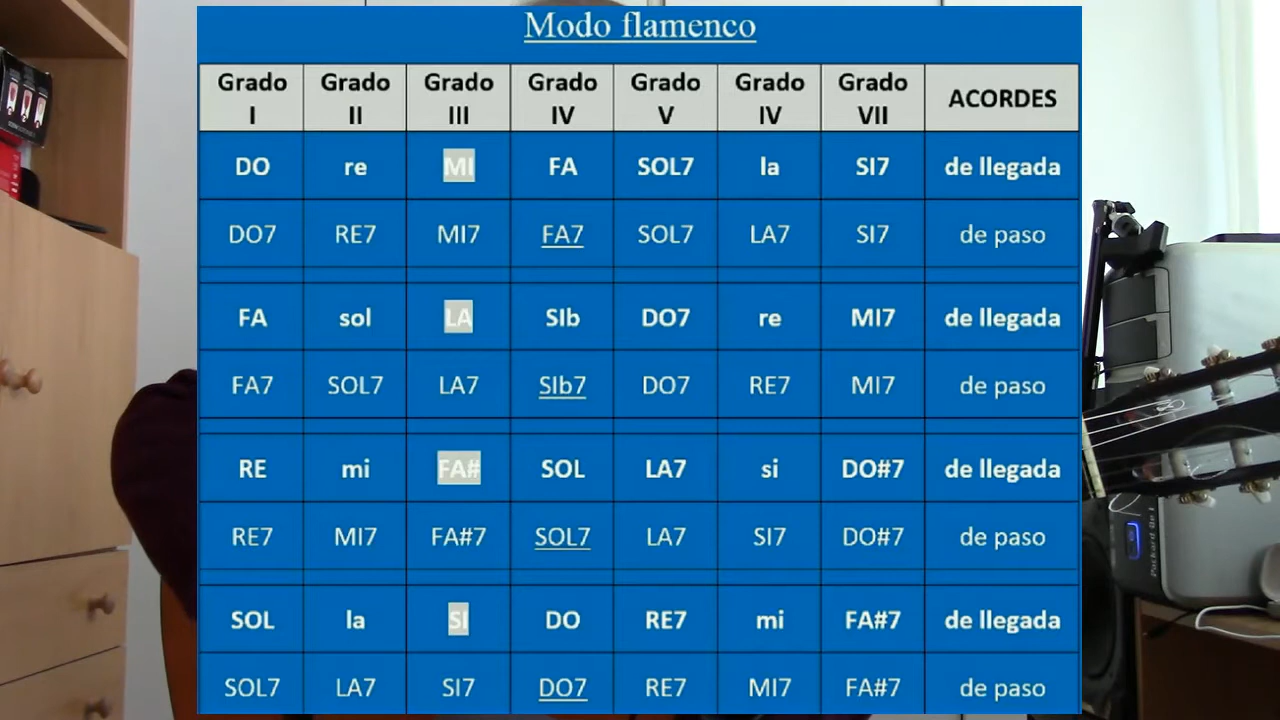 Modo flamenco
Grado I Grado II Grado III Grado IV Grado V Grado IV Grado VII ACORDES
DO re MI FA SOL7 la SI7 de llegada
DO7 RE7 MI7 FA7 SOL7 LA7 SI7 de paso
FA sol LA SIb DO7 re MI7 de llegada
FA7 SOL7 LA7 SIb7 DO7 RE7 MI7 de paso
RE mi FA# SOL LA7 si DO#7 de llegada
RE7 MI7 FA#7 SOL7 LA7 SI7 DO#7 de paso
SOL la SI DO RE7 mi FA#7 de llegada
SOL7 LA7 SI7 DO7 RE7 MI7 FA#7 de paso
Packard Bell